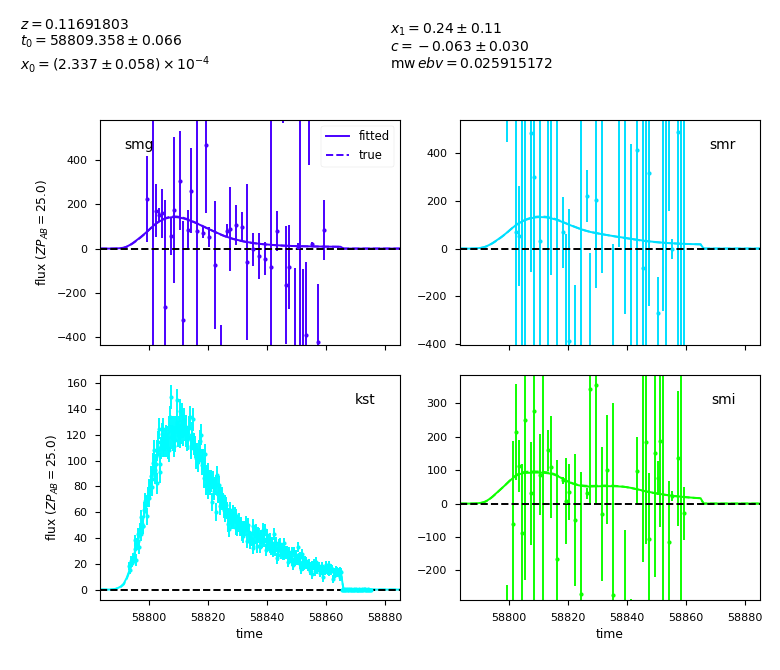 z = 0.11691803
t₀ = 58809.358 ± 0.066
x₀ = (2.337 ± 0.058) × 10⁻⁴
x₁ = 0.24 ± 0.11
c = −0.063 ± 0.030
mw ebv = 0.025915172
smg
fitted
true
400
200
0
−200
−400
flux (ZP_AB = 25.0)
smr
400
200
0
−200
−400
kst
160
140
120
100
80
60
40
20
0
flux (ZP_AB = 25.0)
58800 58820 58840 58860 58880
time
smi
300
200
100
0
−100
−200
58800 58820 58840 58860 58880
time